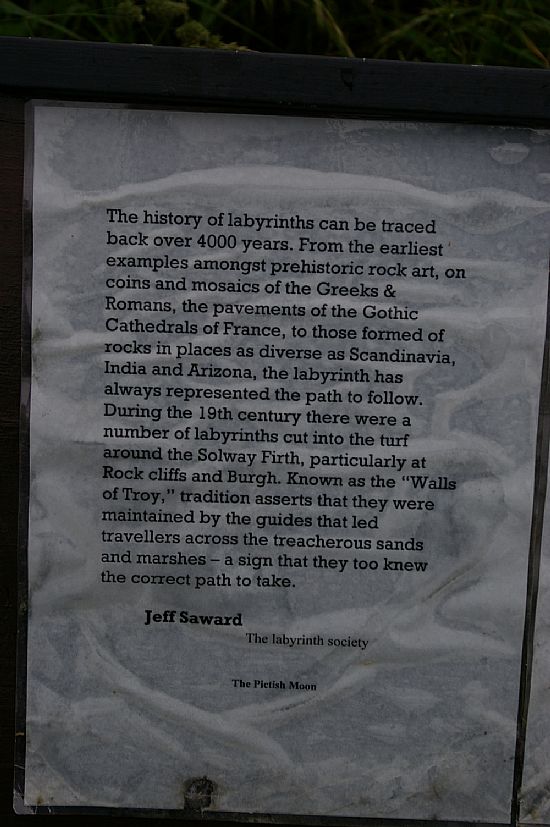 The history of labyrinths can be traced
back over 4000 years. From the earliest
examples amongst prehistoric rock art, on
coins and mosaics of the Greeks &
Romans, the pavements of the Gothic
Cathedrals of France, to those formed of
rocks in places as diverse as Scandinavia,
India and Arizona, the labyrinth has
always represented the path to follow.
During the 19th century there were a
number of labyrinths cut into the turf
around the Solway Firth, particularly at
Rock cliffs and Burgh. Known as the “Walls
of Troy,” tradition asserts that they were
maintained by the guides that led
travellers across the treacherous sands
and marshes – a sign that they too knew
the correct path to take.
Jeff Saward
The labyrinth society
The Pictish Moon